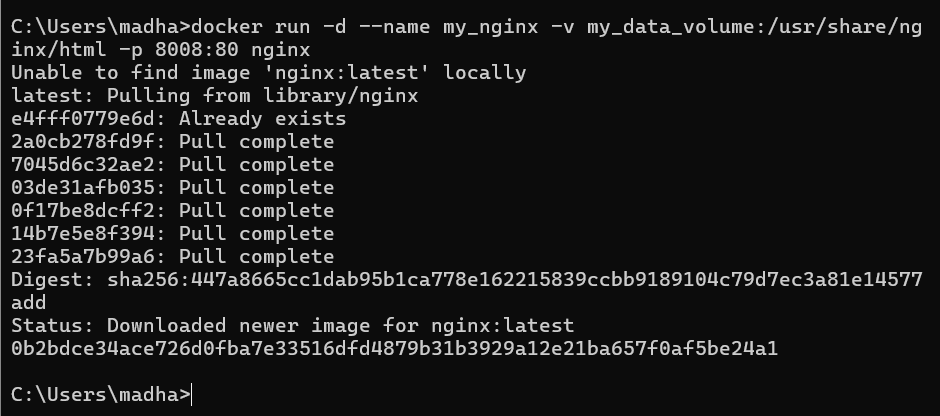 C:\Users\madha>docker run -d --name my_nginx -v my_data_volume:/usr/share/ng
inx/html -p 8008:80 nginx
Unable to find image 'nginx:latest' locally
latest: Pulling from library/nginx
e4fff0779e6d: Already exists
2a0cb278fd9f: Pull complete
7045d6c32ae2: Pull complete
03de31afb035: Pull complete
0f17be8dcff2: Pull complete
14b7e5e8f394: Pull complete
23fa5a7b99a6: Pull complete
Digest: sha256:447a8665cc1dab95b1ca778e162215839ccbb9189104c79d7ec3a81e14577
add
Status: Downloaded newer image for nginx:latest
0b2bdce34ace726d0fba7e33516dfd4879b31b3929a12e21ba657f0af5be24a1
C:\Users\madha>